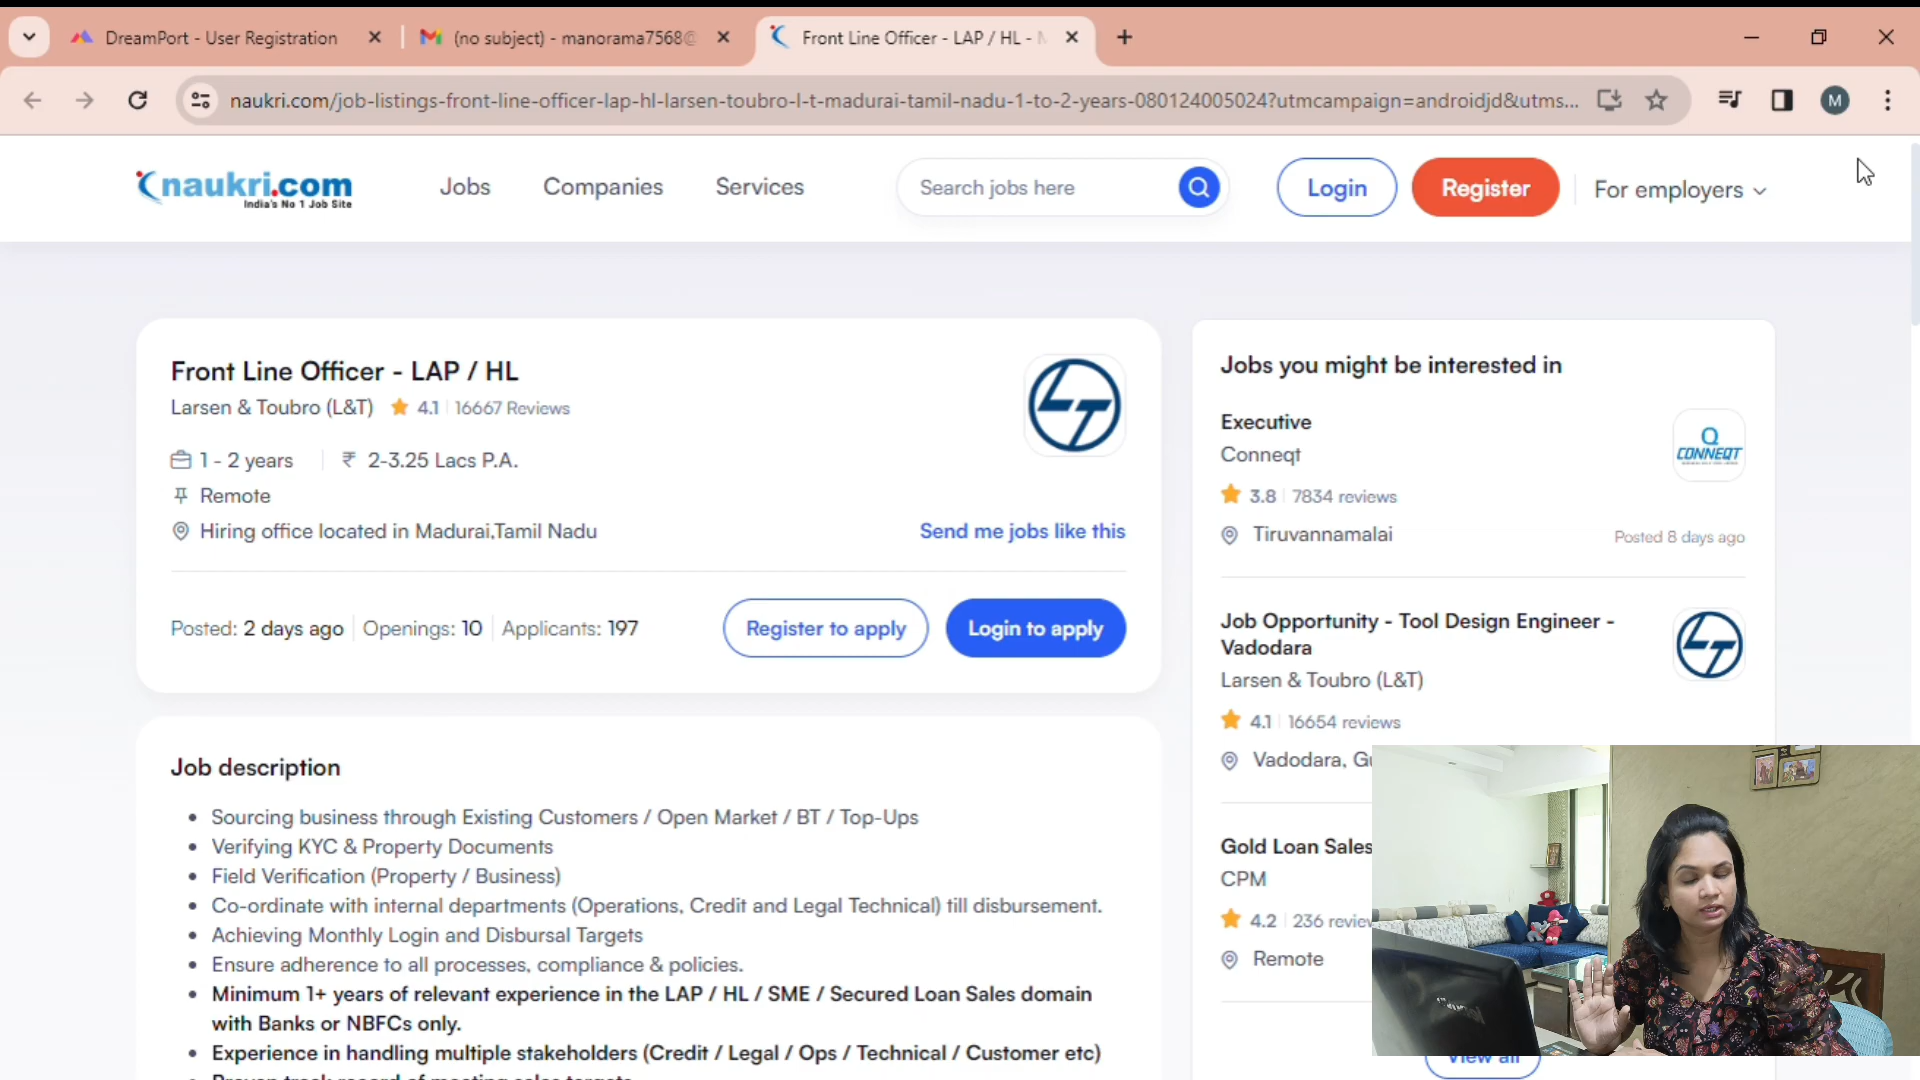 DreamPort - User Registration
(no subject) - manorama7568@
Front Line Officer - LAP / HL -
naukri.com/job-listings-front-line-officer-lap-hl-larsen-toubro-l-t-madurai-tamil-nadu-1-to-2-years-080124005024?utmcampaign=androidjd&utms...
M
naukri.com
India's No 1 Job Site
Jobs
Companies
Services
Search jobs here
Login
Register
For employers
Front Line Officer - LAP / HL
Larsen & Toubro (L&T) 4.1 16667 Reviews
1 - 2 years ₹ 2-3.25 Lacs P.A.
Remote
Hiring office located in Madurai,Tamil Nadu
Send me jobs like this
Posted: 2 days ago Openings: 10 Applicants: 197
Register to apply
Login to apply
Job description
Sourcing business through Existing Customers / Open Market / BT / Top-Ups
Verifying KYC & Property Documents
Field Verification (Property / Business)
Co-ordinate with internal departments (Operations, Credit and Legal Technical) till disbursement.
Achieving Monthly Login and Disbursal Targets
Ensure adherence to all processes, compliance & policies.
Minimum 1+ years of relevant experience in the LAP / HL / SME / Secured Loan Sales domain
with Banks or NBFCs only.
Experience in handling multiple stakeholders (Credit / Legal / Ops / Technical / Customer etc)
Proven track record of meeting sales targets
Jobs you might be interested in
Executive
Conneqt
CONNEQT
3.8 7834 reviews
Tiruvannamalai
Posted 8 days ago
Job Opportunity - Tool Design Engineer -
Vadodara
Larsen & Toubro (L&T)
4.1 16654 reviews
Vadodara, Gu
Gold Loan Sales
CPM
4.2 236 review
Remote
View all